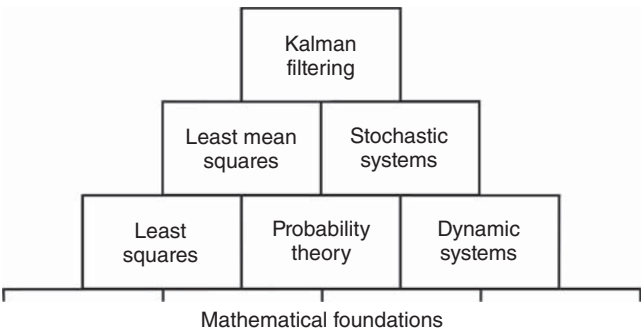 Kalman
filtering
Least mean
squares
Stochastic
systems
Least
squares
Probability
theory
Dynamic
systems
Mathematical foundations